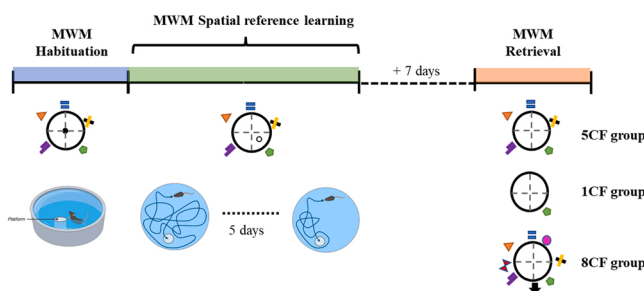 MWM Spatial reference learning
MWM
Habituation
MWM
Retrieval
+ 7 days
5CF group
1CF group
Platform
5 days
8CF group